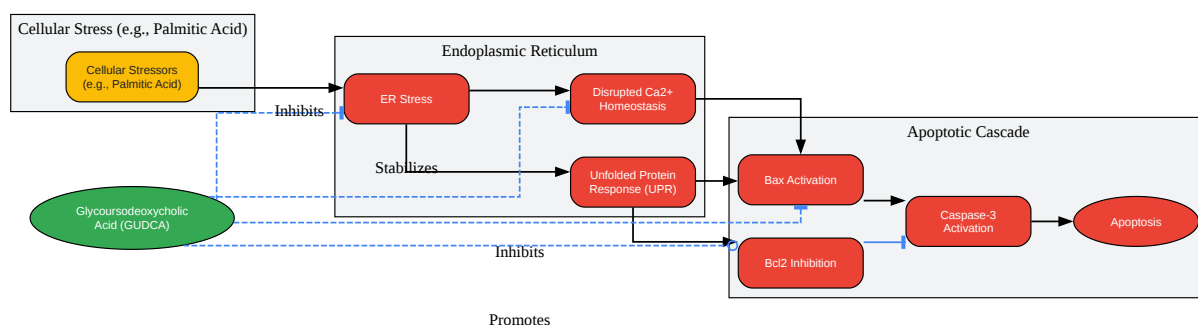 Cellular Stress (e.g., Palmitic Acid)
Cellular Stressors
(e.g., Palmitic Acid)
Endoplasmic Reticulum
ER Stress
Disrupted Ca2+
Homeostasis
Inhibits
Stabilizes
Unfolded Protein
Response (UPR)
Apoptotic Cascade
Bax Activation
Glycoursodeoxycholic
Acid (GUDCA)
Caspase-3
Activation
Apoptosis
Inhibits
Bcl2 Inhibition
Promotes